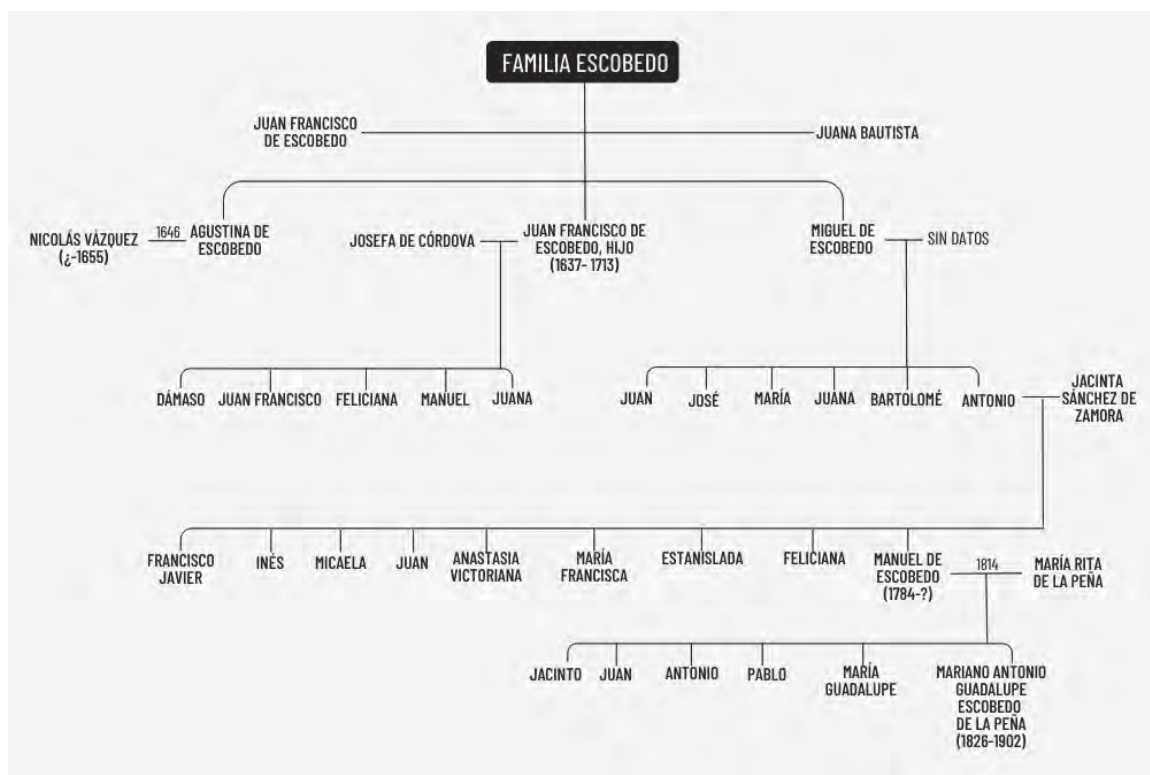 FAMILIA ESCOBEDO
JUAN FRANCISCO
DE ESCOBEDO
JUANA BAUTISTA
NICOLÁS VÁZQUEZ
(¿-1655)
1646
AGUSTINA DE
ESCOBEDO
JOSEFA DE CÓRDOVA
JUAN FRANCISCO DE
ESCOBEDO, HIJO
(1637- 1713)
MIGUEL DE
ESCOBEDO
SIN DATOS
DÁMASO
JUAN FRANCISCO
FELICIANA
MANUEL
JUANA
JUAN
JOSÉ
MARÍA
JUANA
BARTOLOMÉ
ANTONIO
JACINTA
SÁNCHEZ DE
ZAMORA
FRANCISCO
JAVIER
INÉS
MICAELA
JUAN
ANASTASIA
VICTORIANA
MARÍA
FRANCISCA
ESTANISLADA
FELICIANA
MANUEL DE
ESCOBEDO
(1784-?)
1814
MARÍA RITA
DE LA PEÑA
JACINTO
JUAN
ANTONIO
PABLO
MARÍA
GUADALUPE
MARIANO ANTONIO
GUADALUPE
ESCOBEDO
DE LA PEÑA
(1826-1902)